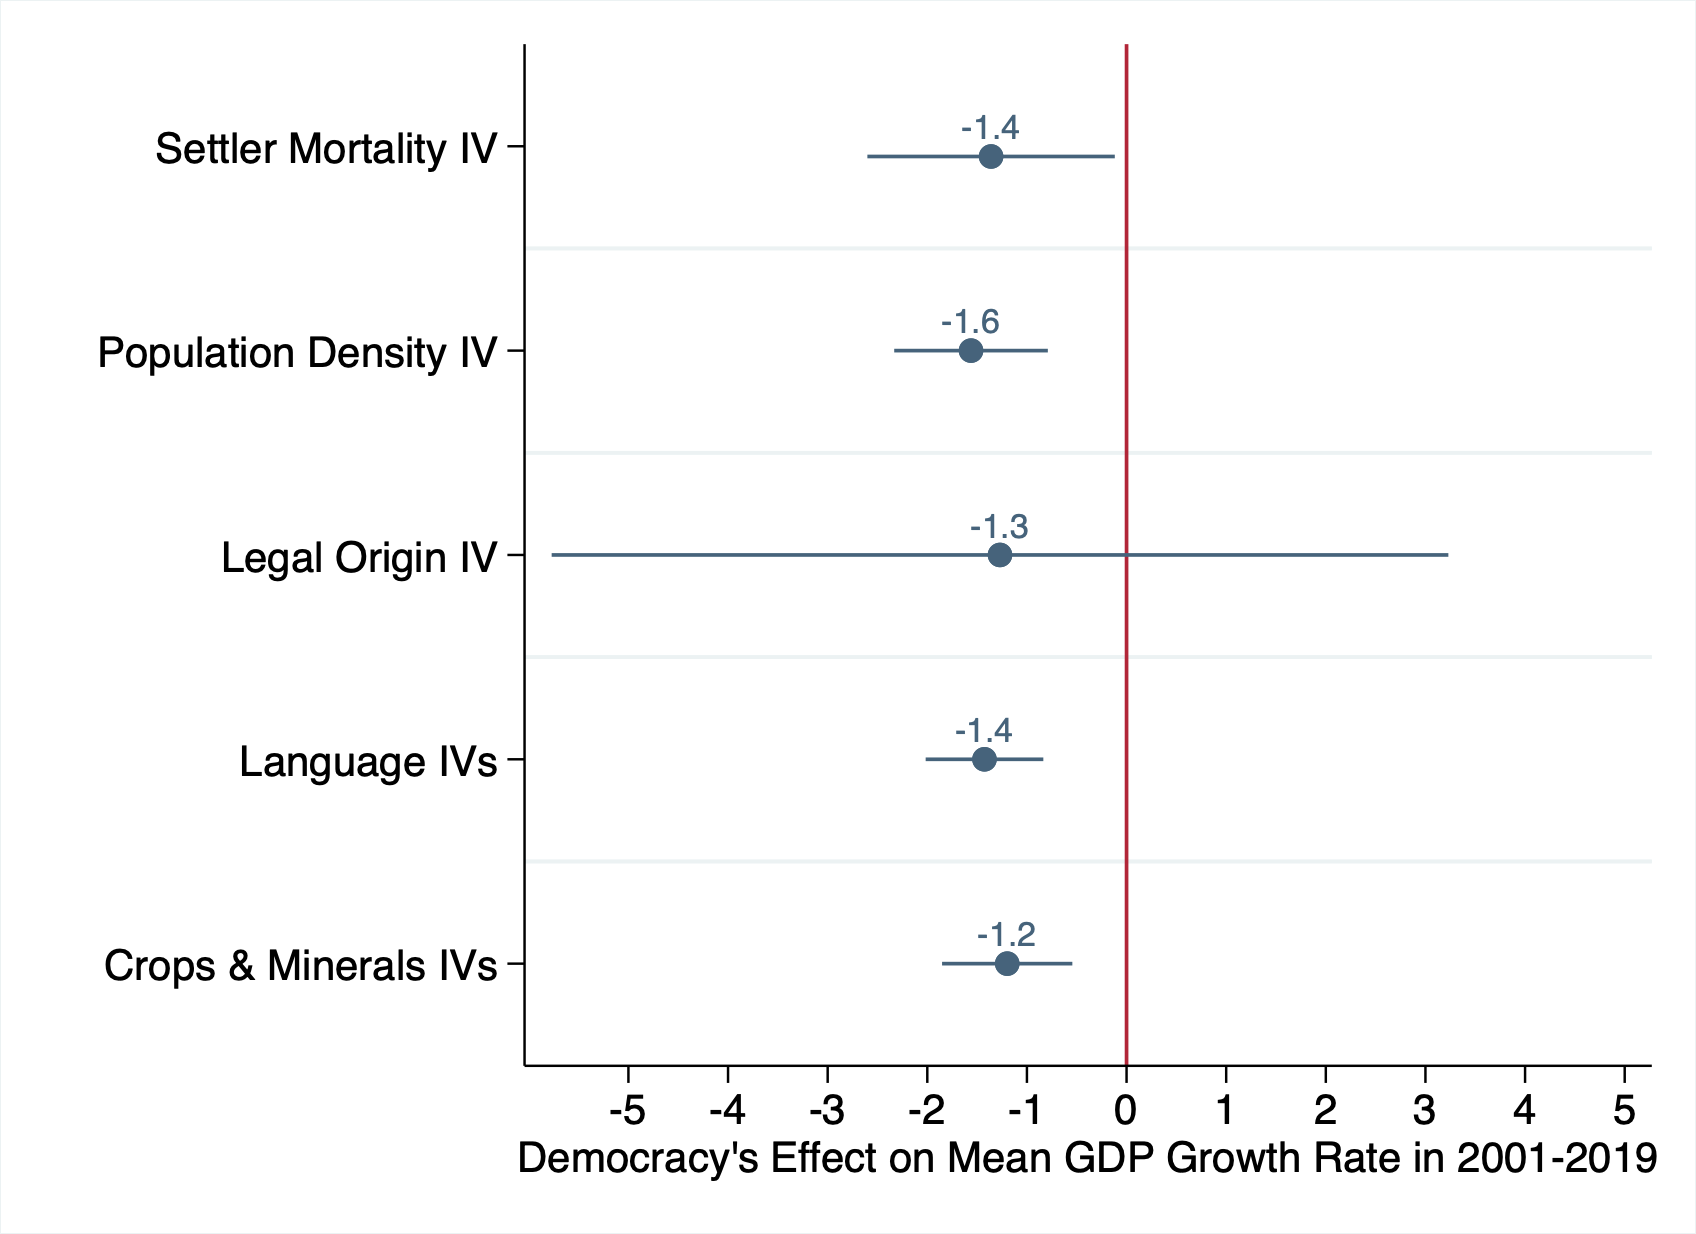 Settler Mortality IV
-1.4
Population Density IV
-1.6
Legal Origin IV
-1.3
Language IVs
-1.4
Crops & Minerals IVs
-1.2
-5 -4 -3 -2 -1 0 1 2 3 4 5
Democracy's Effect on Mean GDP Growth Rate in 2001-2019